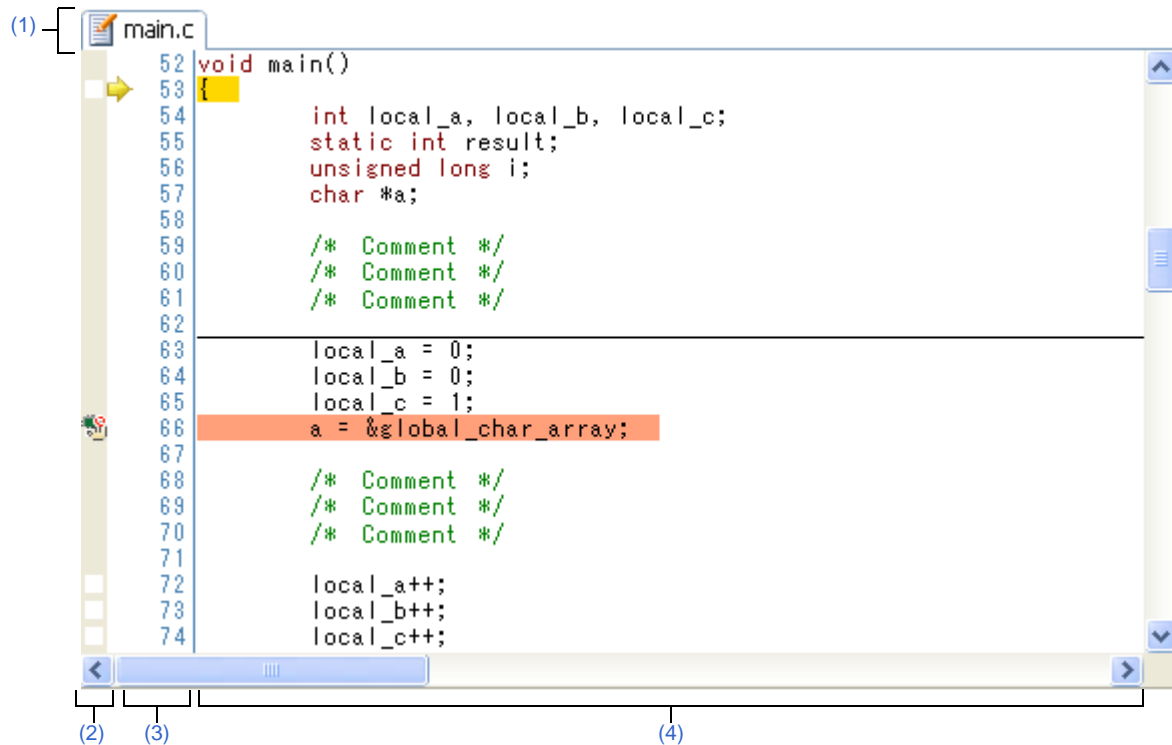 (1) main.c
52 void main()
53 {
54 int local_a, local_b, local_c;
55 static int result;
56 unsigned long i;
57 char *a;
58
59 /* Comment */
60 /* Comment */
61 /* Comment */
62
63 local_a = 0;
64 local_b = 0;
65 local_c = 1;
66 a = &global_char_array;
67
68 /* Comment */
69 /* Comment */
70 /* Comment */
71
72 local_a++;
73 local_b++;
74 local_c++;
(2) (3) (4)